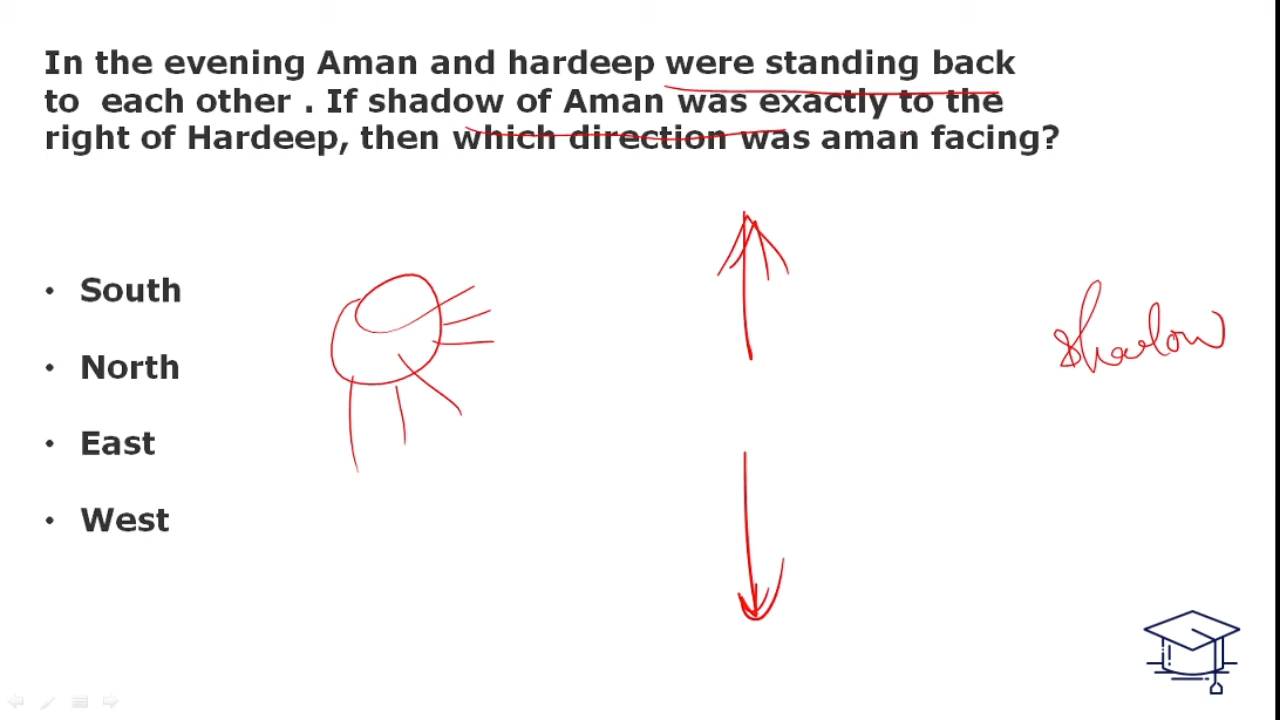 In the evening Aman and hardeep were standing back
to each other . If shadow of Aman was exactly to the
right of Hardeep, then which direction was aman facing?
• South
• North
• East
• West
Shadow